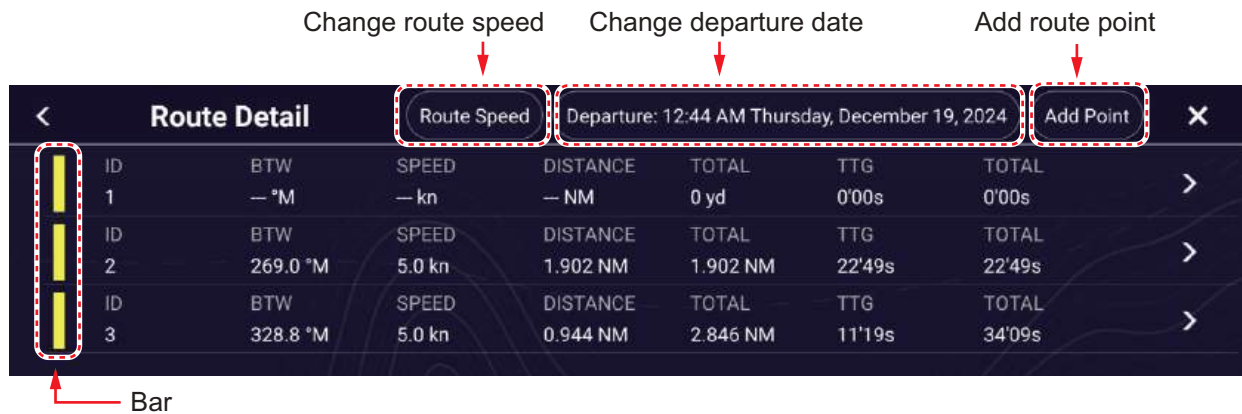 Change route speed Change departure date Add route point
< Route Detail Route Speed Departure: 12:44 AM Thursday, December 19, 2024 Add Point ×
ID BTW SPEED DISTANCE TOTAL TTG TOTAL
1 --- °M --- kn --- NM 0 yd 0'00s 0'00s
ID BTW SPEED DISTANCE TOTAL TTG TOTAL
2 269.0 °M 5.0 kn 1.902 NM 1.902 NM 22'49s 22'49s
ID BTW SPEED DISTANCE TOTAL TTG TOTAL
3 328.8 °M 5.0 kn 0.944 NM 2.846 NM 11'19s 34'09s
Bar